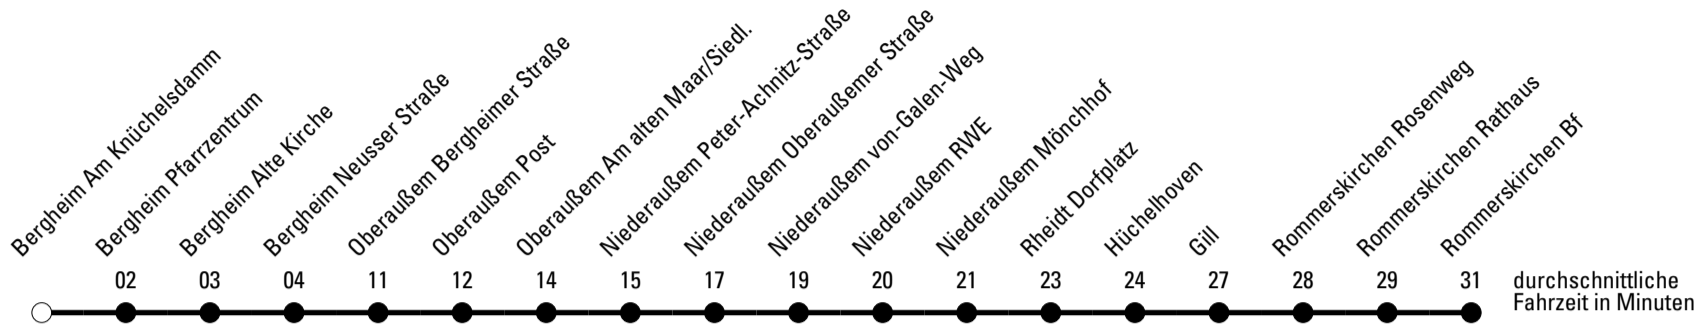 Bergheim Am Knüchelsdamm
Bergheim Pfarrzentrum
Bergheim Alte Kirche
Bergheim Neusser Straße
Oberaußem Bergheimer Straße
Oberaußem Post
Oberaußem Am alten Maar/Siedl.
Niederaußem Peter-Achnitz-Straße
Niederaußem Oberaußemer Straße
Niederaußem von-Galen-Weg
Niederaußem RWE
Niederaußem Mönchhof
Rheidt Dorfplatz
Hüchelhoven
Gill
Rommerskirchen Rosenweg
Rommerskirchen Rathaus
Rommerskirchen Bf
02 03 04 11 12 14 15 17 19 20 21 23 24 27 28 29 31
durchschnittliche
Fahrzeit in Minuten